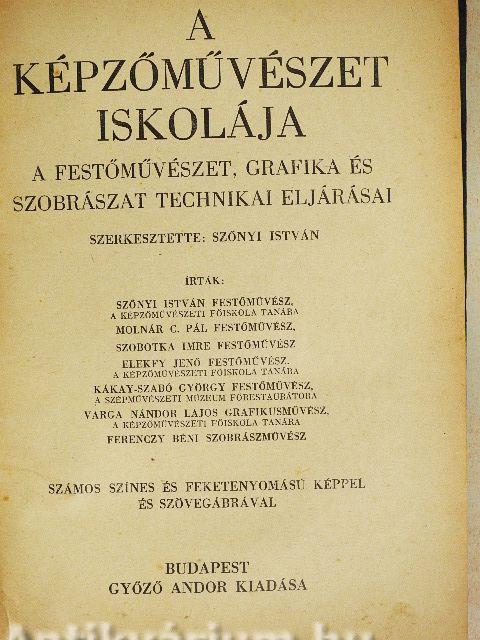 A
KÉPZŐMŰVÉSZET
ISKOLÁJA
A FESTŐMŰVÉSZET, GRAFIKA ÉS
SZOBRÁSZAT TECHNIKAI ELJÁRÁSAI
SZERKESZTETTE: SZŐNYI ISTVÁN
ÍRTÁK:
SZŐNYI ISTVÁN FESTŐMŰVÉSZ,
A KÉPZŐMŰVÉSZETI FŐISKOLA TANÁRA
MOLNÁR C. PÁL FESTŐMŰVÉSZ,
SZOBOTKA IMRE FESTŐMŰVÉSZ
ELEKFY JENŐ FESTŐMŰVÉSZ.
A KÉPZŐMŰVÉSZETI FŐISKOLA TANÁRA
KÁKAY-SZABÓ GYÖRGY FESTŐMŰVÉSZ,
A SZÉPMŰVÉSZETI MÚZEUM FŐRESTAURÁTORA
VARGA NÁNDOR LAJOS GRAFIKUSMŰVÉSZ,
A KÉPZŐMŰVÉSZETI FŐISKOLA TANÁRA
FERENCZY BÉNI SZOBRÁSZMŰVÉSZ
SZÁMOS SZÍNES ÉS FEKETENYOMÁSÚ KÉPPEL
ÉS SZÖVEGÁBRÁVAL
BUDAPEST
GYŐZŐ ANDOR KIADÁSA
Antikvárium.hu